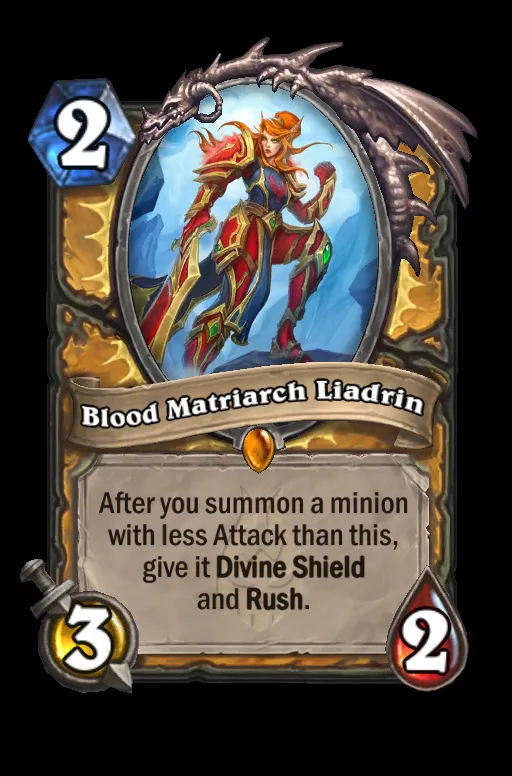 2
Blood Matriarch Liadrin
After you summon a minion
with less Attack than this,
give it Divine Shield
and Rush.
3
2